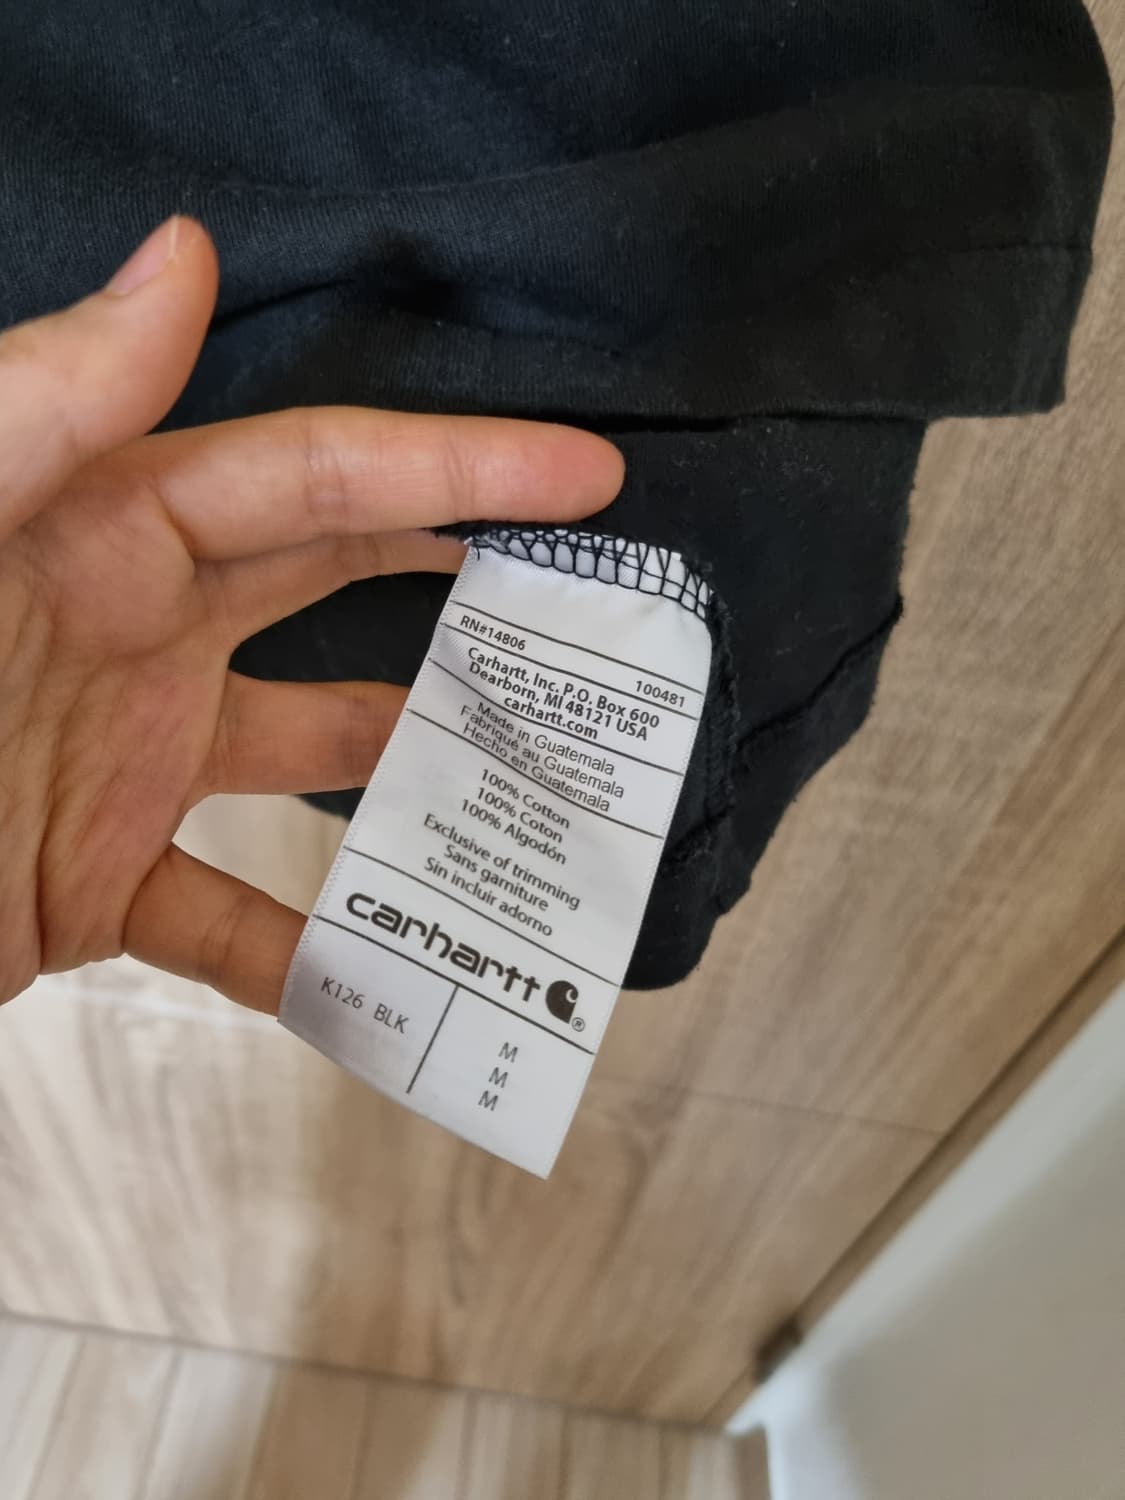 RN#14806
100481
Carhartt, Inc. P.O. Box 600
Dearborn, MI 48121 USA
carhartt.com
Made in Guatemala
Fabriqué au Guatemala
Hecho en Guatemala
100% Cotton
100% Coton
100% Algodón
Exclusive of trimming
Sans garniture
Sin incluir adorno
carhartt ®
K126 BLK
M
M
M